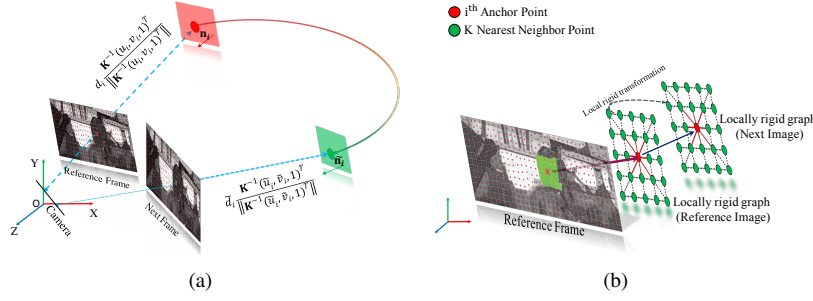 d_i K^{-1}(u_i, v_i, 1)^T / ‖K^{-1}(u_i, v_i, 1)^T‖
n_i
Reference Frame
Next Frame
ñ_i
d̃_i K^{-1}(ũ_i, ṽ_i, 1)^T / ‖K^{-1}(ũ_i, ṽ_i, 1)^T‖
Y
O
X
Z
Camera
(a)
i^th Anchor Point
K Nearest Neighbor Point
Local rigid transformation
Locally rigid graph
(Next Image)
Locally rigid graph
(Reference Image)
Reference Frame
(b)